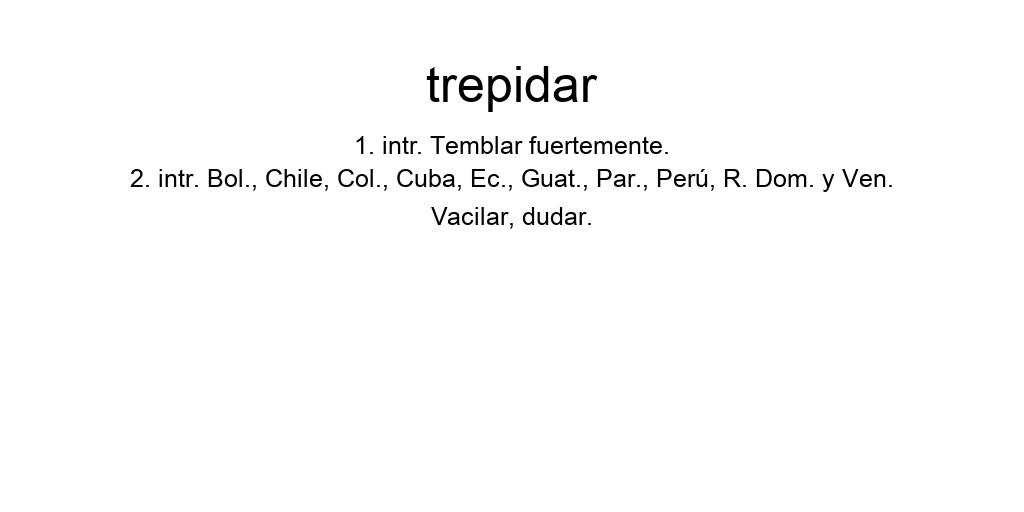 trepidar
1. intr. Temblar fuertemente.
2. intr. Bol., Chile, Col., Cuba, Ec., Guat., Par., Perú, R. Dom. y Ven.
Vacilar, dudar.